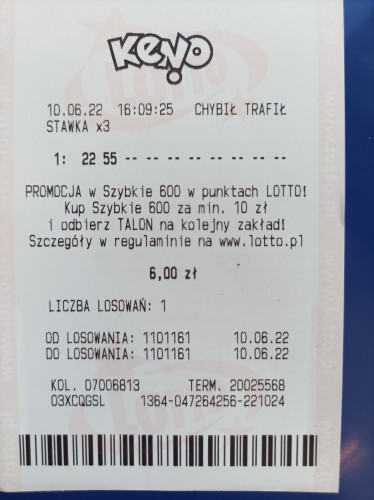 KENO
10.06.22 16:09:25 CHYBIŁ TRAFIŁ
STAWKA x3
1: 22 55 -- -- -- -- -- -- -- --
PROMOCJA w Szybkie 600 w punktach LOTTO!
Kup Szybkie 600 za min. 10 zł
i odbierz TALON na kolejny zakład!
Szczegóły w regulaminie na www.lotto.pl
6,00 zł
LICZBA LOSOWAŃ: 1
OD LOSOWANIA: 1101161 10.06.22
DO LOSOWANIA: 1101161 10.06.22
KOL. 07006813 TERM. 20025568
03XCQGSL 1364-047264256-221024